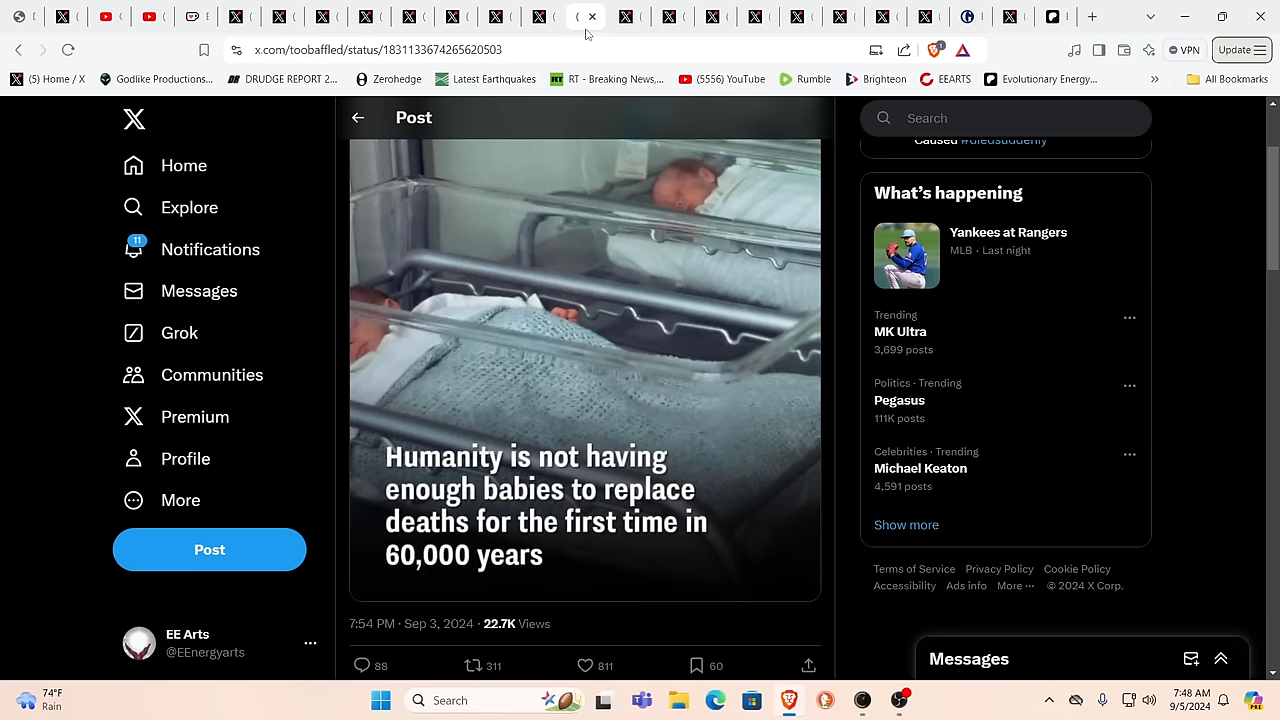 x.com/toobaffled/status/1831133674265620503
VPN
Update
(5) Home / X
Godlike Productions...
DRUDGE REPORT 2...
Zerohedge
Latest Earthquakes
RT - Breaking News,...
(5556) YouTube
Rumble
Brighteon
EEARTS
Evolutionary Energy...
All Bookmarks
Post
Search
Caused #diedsuddenly
Home
Explore
11
Notifications
Messages
Grok
Communities
Premium
Profile
More
Post
EE Arts
@EEnergyarts
Humanity is not having
enough babies to replace
deaths for the first time in
60,000 years
7:54 PM · Sep 3, 2024 · 22.7K Views
88 311 811 60
What's happening
Yankees at Rangers
MLB · Last night
Trending
MK Ultra
3,699 posts
Politics · Trending
Pegasus
111K posts
Celebrities · Trending
Michael Keaton
4,591 posts
Show more
Terms of Service Privacy Policy Cookie Policy
Accessibility Ads info More ··· © 2024 X Corp.
Messages
74°F
Rain
Search
7:48 AM
9/5/2024